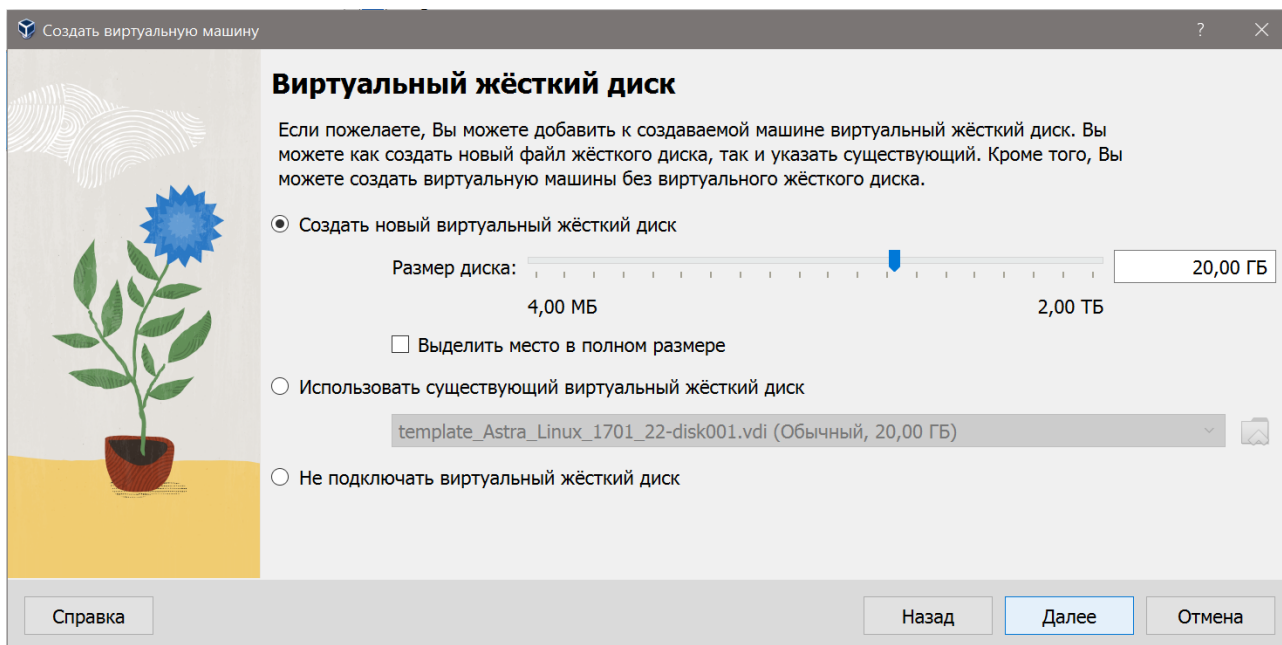 Создать виртуальную машину
Виртуальный жёсткий диск
Если пожелаете, Вы можете добавить к создаваемой машине виртуальный жёсткий диск. Вы
можете как создать новый файл жёсткого диска, так и указать существующий. Кроме того, Вы
можете создать виртуальную машины без виртуального жёсткого диска.
Создать новый виртуальный жёсткий диск
Размер диска: 20,00 ГБ
4,00 МБ 2,00 ТБ
Выделить место в полном размере
Использовать существующий виртуальный жёсткий диск
template_Astra_Linux_1701_22-disk001.vdi (Обычный, 20,00 ГБ)
Не подключать виртуальный жёсткий диск
Справка Назад Далее Отмена